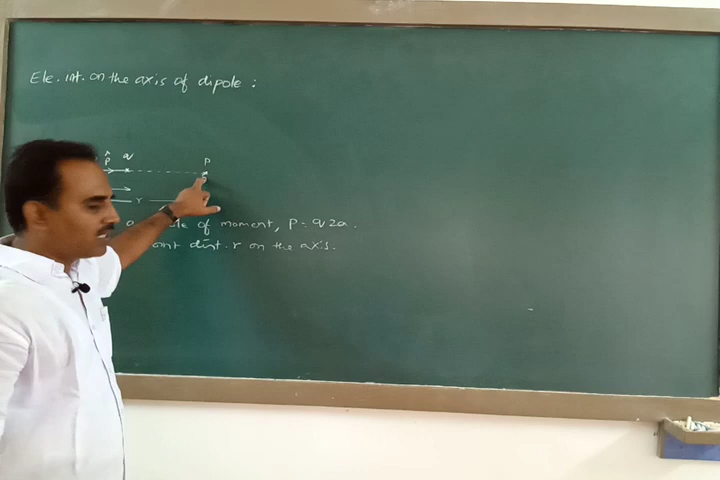 Ele. int. on the axis of dipole :
p̂ q P
r
a of moment, P = q 2a.
dist. r on the axis.